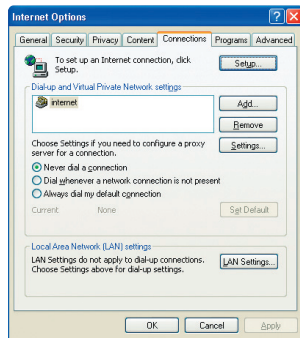 Internet Options
General Security Privacy Content Connections Programs Advanced
To set up an Internet connection, click
Setup.
Setup...
Dial-up and Virtual Private Network settings
internet
Add...
Remove
Choose Settings if you need to configure a proxy
server for a connection.
Settings...
Never dial a connection
Dial whenever a network connection is not present
Always dial my default connection
Current None
Set Default
Local Area Network (LAN) settings
LAN Settings do not apply to dial-up connections.
Choose Settings above for dial-up settings.
LAN Settings...
OK Cancel Apply